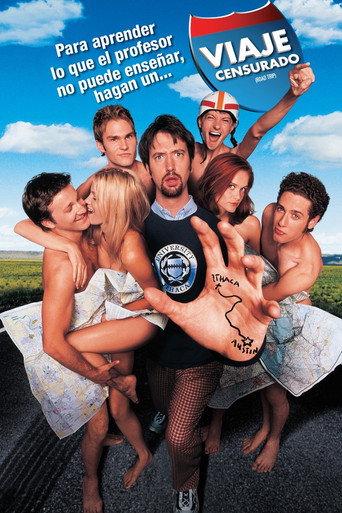 Para aprender
lo que el profesor
no puede enseñar,
hagan un...
VIAJE
CENSURADO
(ROAD TRIP)
UNIVERSITY
ITHACA
ITHACA
AUSTIN